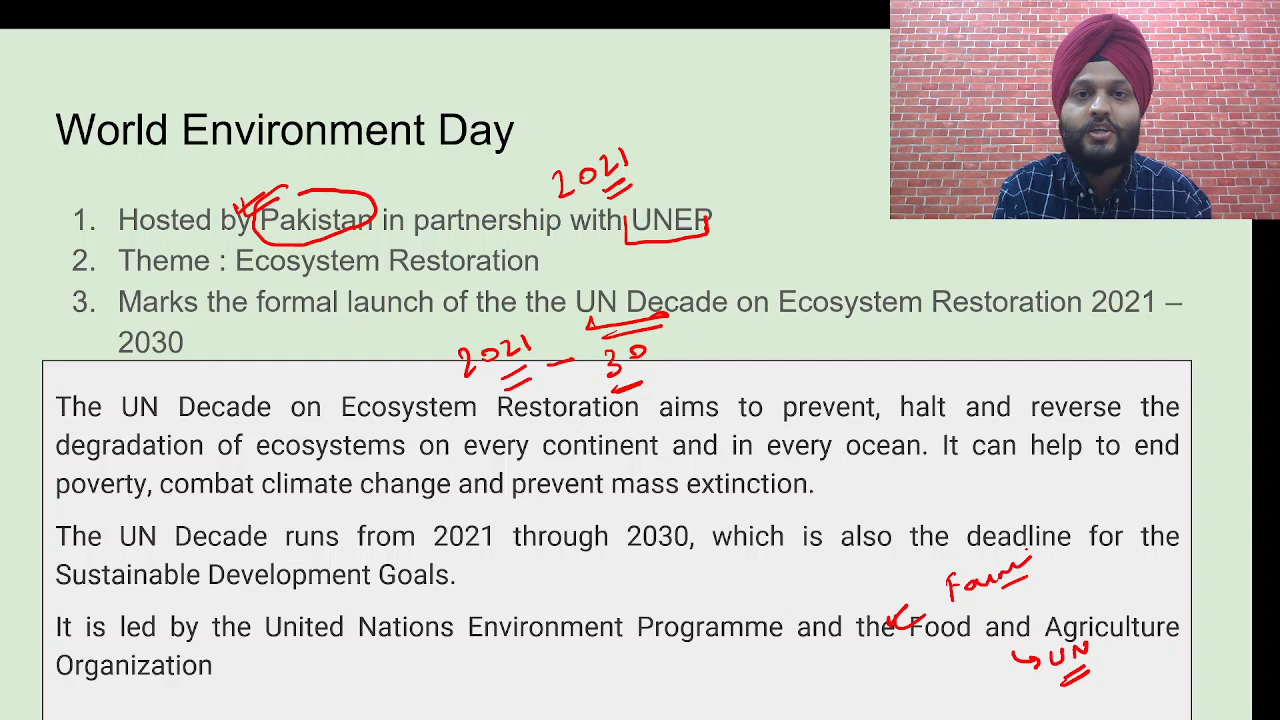 World Environment Day
2021
1. Hosted by Pakistan in partnership with UNEP
2. Theme : Ecosystem Restoration
3. Marks the formal launch of the the UN Decade on Ecosystem Restoration 2021 –
2030
2021 - 30
The UN Decade on Ecosystem Restoration aims to prevent, halt and reverse the
degradation of ecosystems on every continent and in every ocean. It can help to end
poverty, combat climate change and prevent mass extinction.
The UN Decade runs from 2021 through 2030, which is also the deadline for the
Sustainable Development Goals.
It is led by the United Nations Environment Programme and the Food and Agriculture
UN
Organization